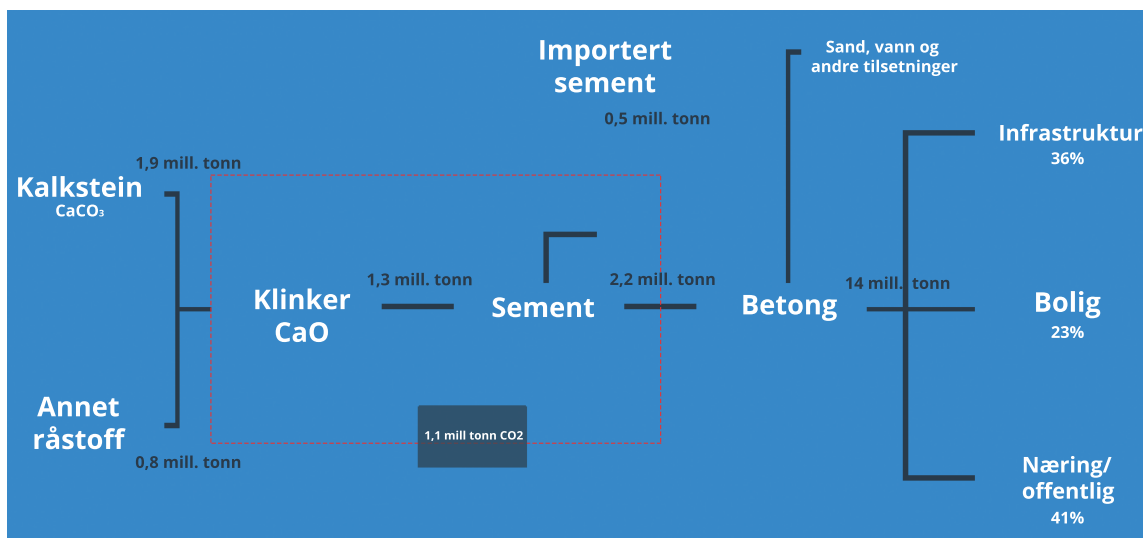 Importert
sement
0,5 mill. tonn
Sand, vann og
andre tilsetninger
1,9 mill. tonn
Kalkstein
CaCO₃
Klinker
CaO
1,3 mill. tonn
Sement
2,2 mill. tonn
Betong
14 mill. tonn
Infrastruktur
36%
Bolig
23%
Annet
råstoff
0,8 mill. tonn
1,1 mill tonn CO2
Næring/
offentlig
41%